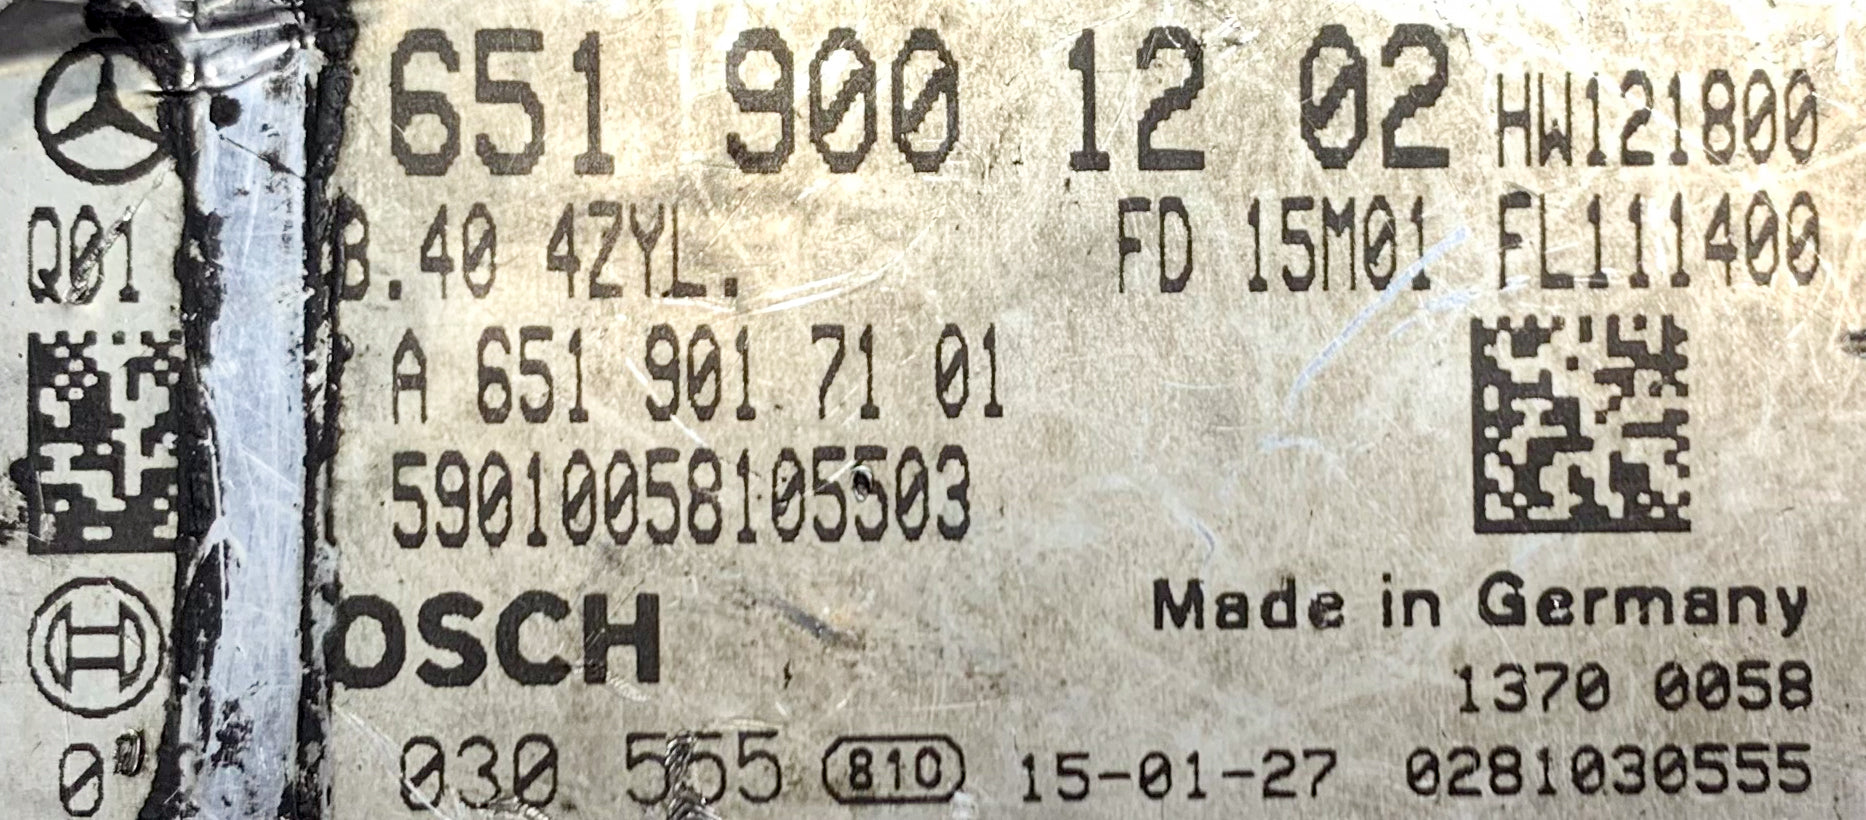 651 900 12 02 HW121800
Q01 B.40 4ZYL. FD 15M01 FL111400
A 651 901 71 01
59010058105503
OSCH
Made in Germany
1370 0058
0 030 555 810 15-01-27 0281030555